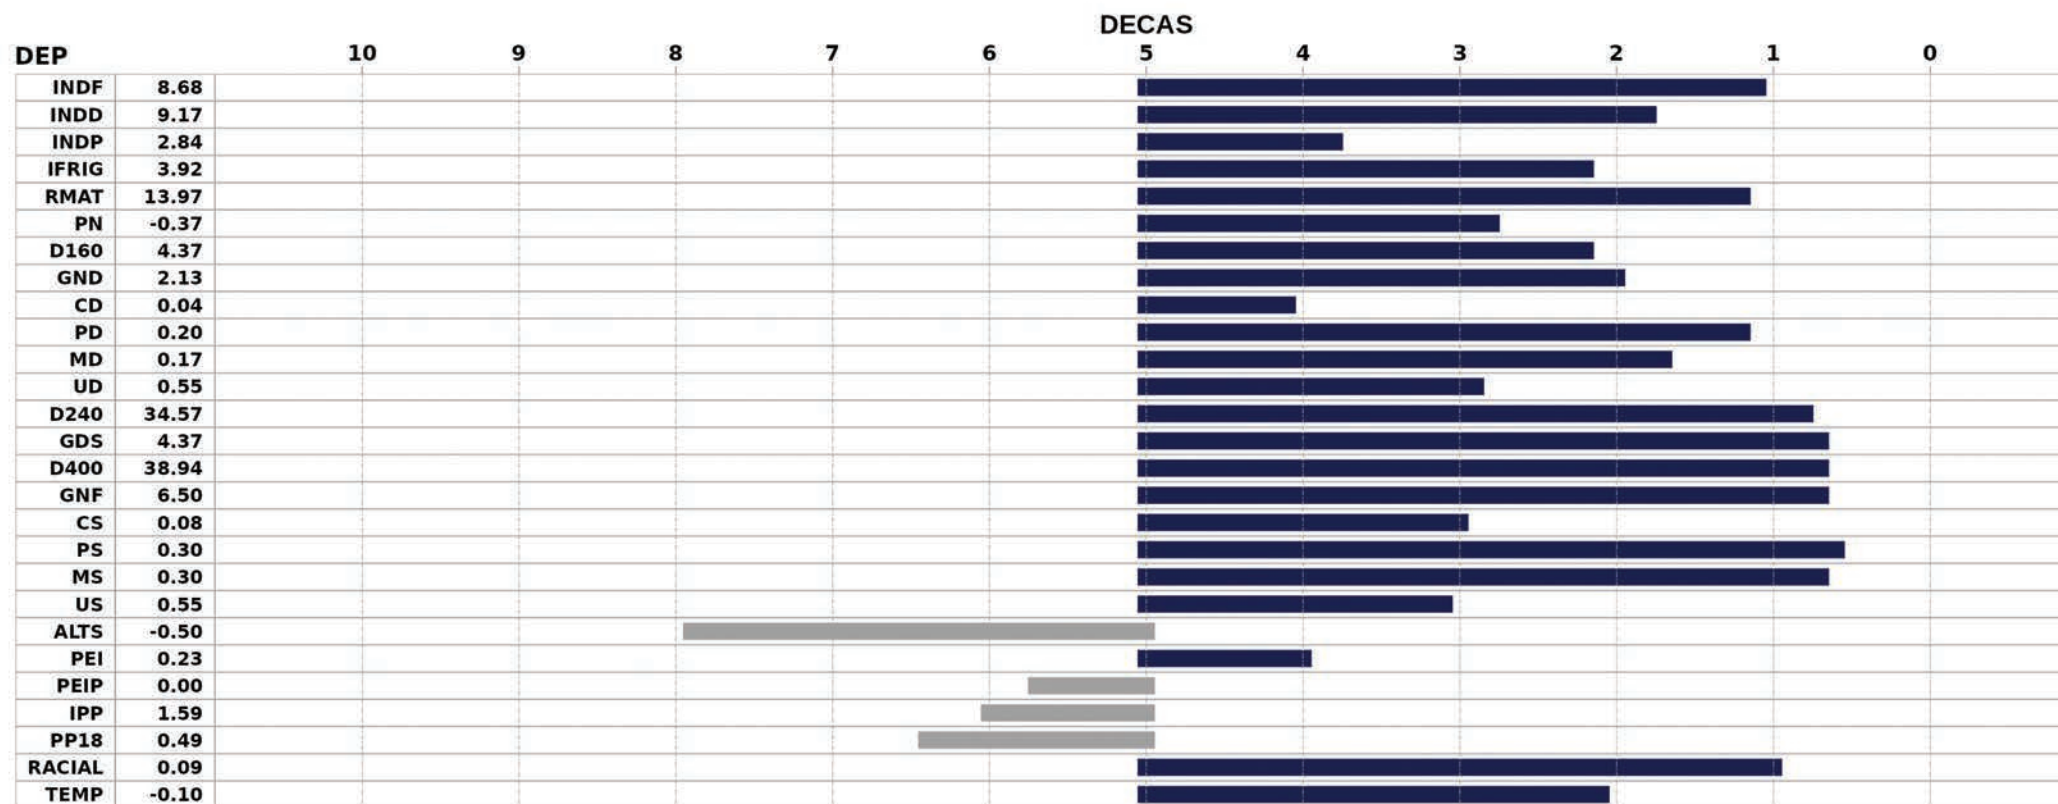 DECAS
DEP 10 9 8 7 6 5 4 3 2 1 0
INDF 8.68
INDD 9.17
INDP 2.84
IFRIG 3.92
RMAT 13.97
PN -0.37
D160 4.37
GND 2.13
CD 0.04
PD 0.20
MD 0.17
UD 0.55
D240 34.57
GDS 4.37
D400 38.94
GNF 6.50
CS 0.08
PS 0.30
MS 0.30
US 0.55
ALTS -0.50
PEI 0.23
PEIP 0.00
IPP 1.59
PP18 0.49
RACIAL 0.09
TEMP -0.10